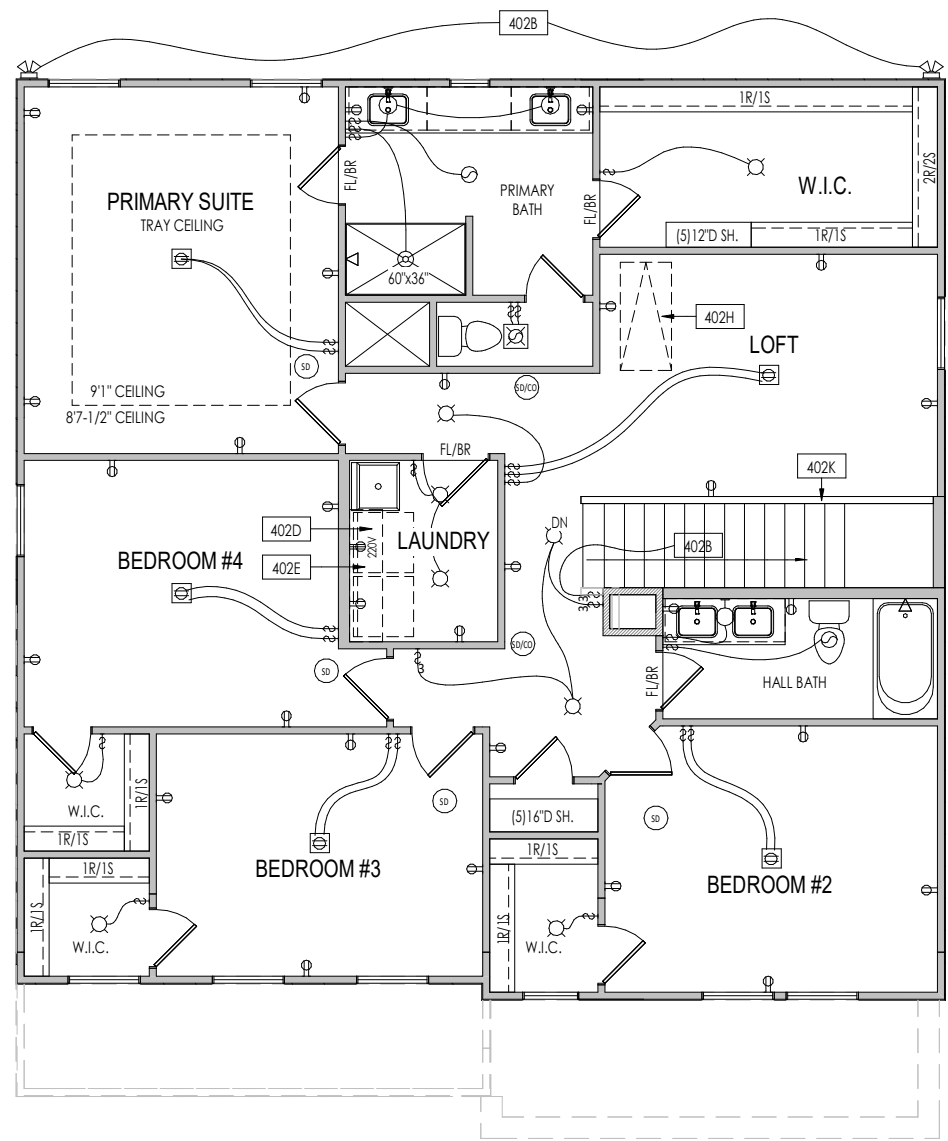 402B
1R/1S
FL/BR
2R/2S
PRIMARY SUITE
TRAY CEILING
PRIMARY
BATH
W.I.C.
FL/BR
(5)12"D SH.
1R/1S
60"x36"
402H
LOFT
SD
SD/CO
9'1" CEILING
8'7-1/2" CEILING
FL/BR
402K
402D
220V
LAUNDRY
DN
402B
BEDROOM #4
402E
3
3
SD/CO
SD
3
FL/BR
HALL BATH
W.I.C.
1R/1S
1R/1S
SD
(5)16"D SH.
SD
1R/1S
1R/1S
W.I.C.
BEDROOM #3
1R/1S
1R/1S
W.I.C.
BEDROOM #2